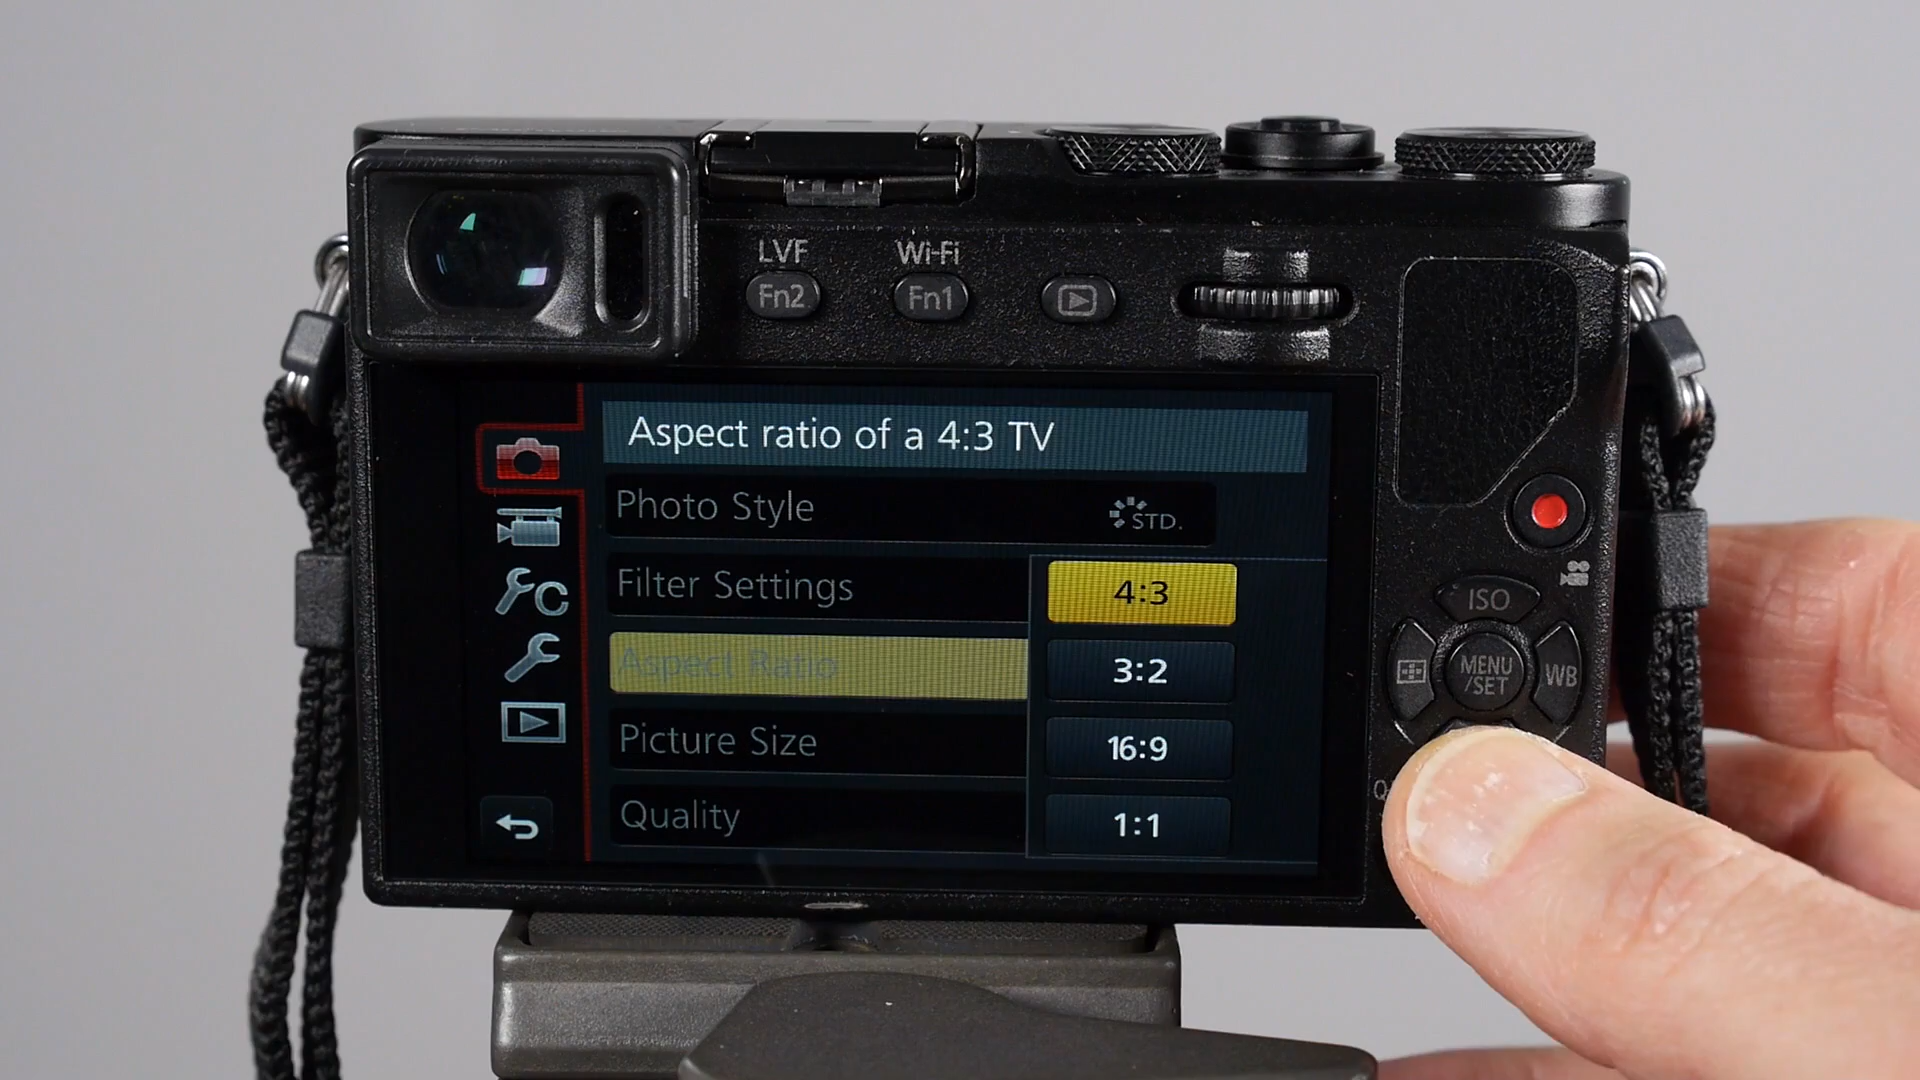 LVF
Wi-Fi
Fn2
Fn1
Aspect ratio of a 4:3 TV
Photo Style
STD.
Filter Settings
4:3
Aspect Ratio
3:2
Picture Size
16:9
Quality
1:1
C
ISO
MENU
/SET
WB